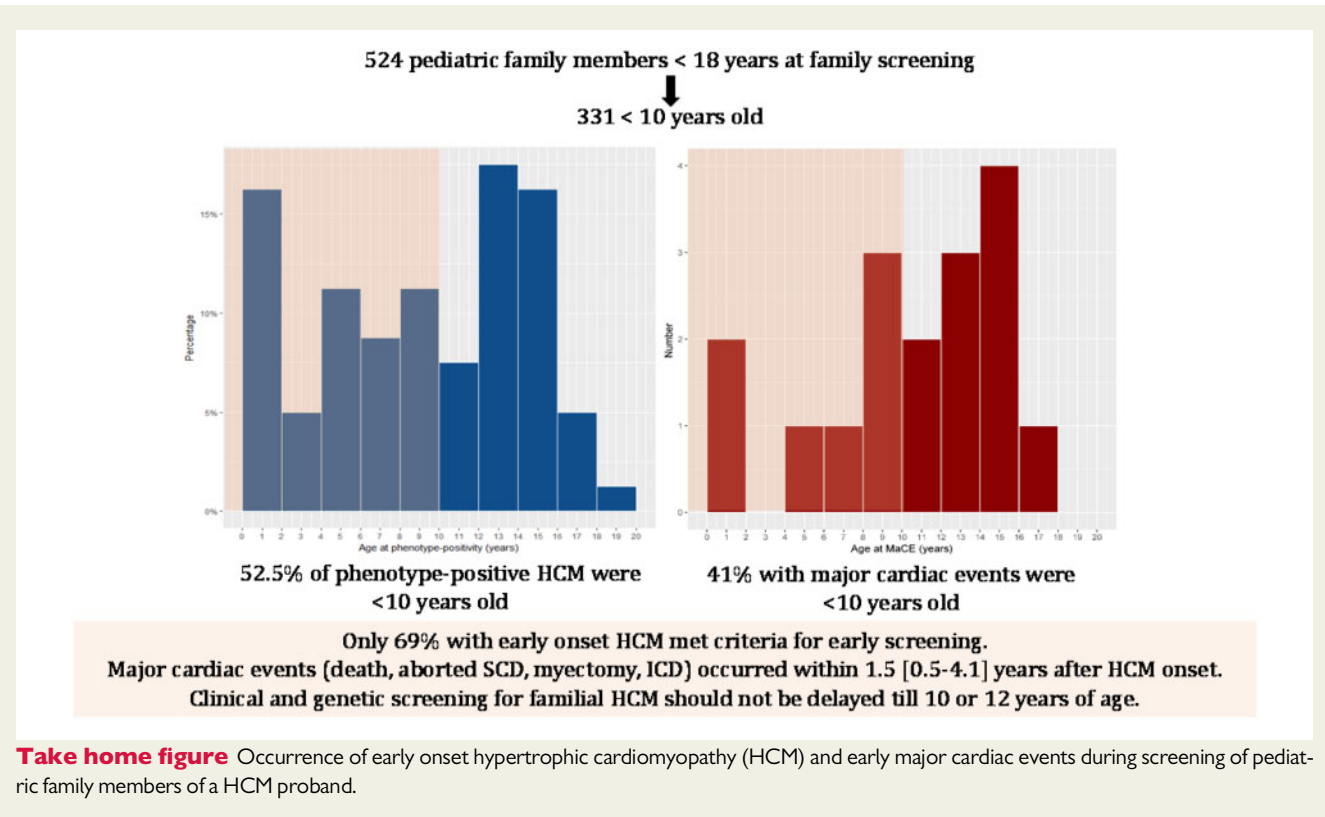 524 pediatric family members < 18 years at family screening
331 < 10 years old
15%
10%
5%
0%
Percentage
0 1 2 3 4 5 6 7 8 9 10 11 12 13 14 15 16 17 18 19 20
Age at phenotype-positivity (years)
4
3
2
1
0
Number
0 1 2 3 4 5 6 7 8 9 10 11 12 13 14 15 16 17 18 19 20
Age at MaCE (years)
52.5% of phenotype-positive HCM were
<10 years old
41% with major cardiac events were
<10 years old
Only 69% with early onset HCM met criteria for early screening.
Major cardiac events (death, aborted SCD, myectomy, ICD) occurred within 1.5 [0.5-4.1] years after HCM onset.
Clinical and genetic screening for familial HCM should not be delayed till 10 or 12 years of age.
Take home figure Occurrence of early onset hypertrophic cardiomyopathy (HCM) and early major cardiac events during screening of pediat-
ric family members of a HCM proband.